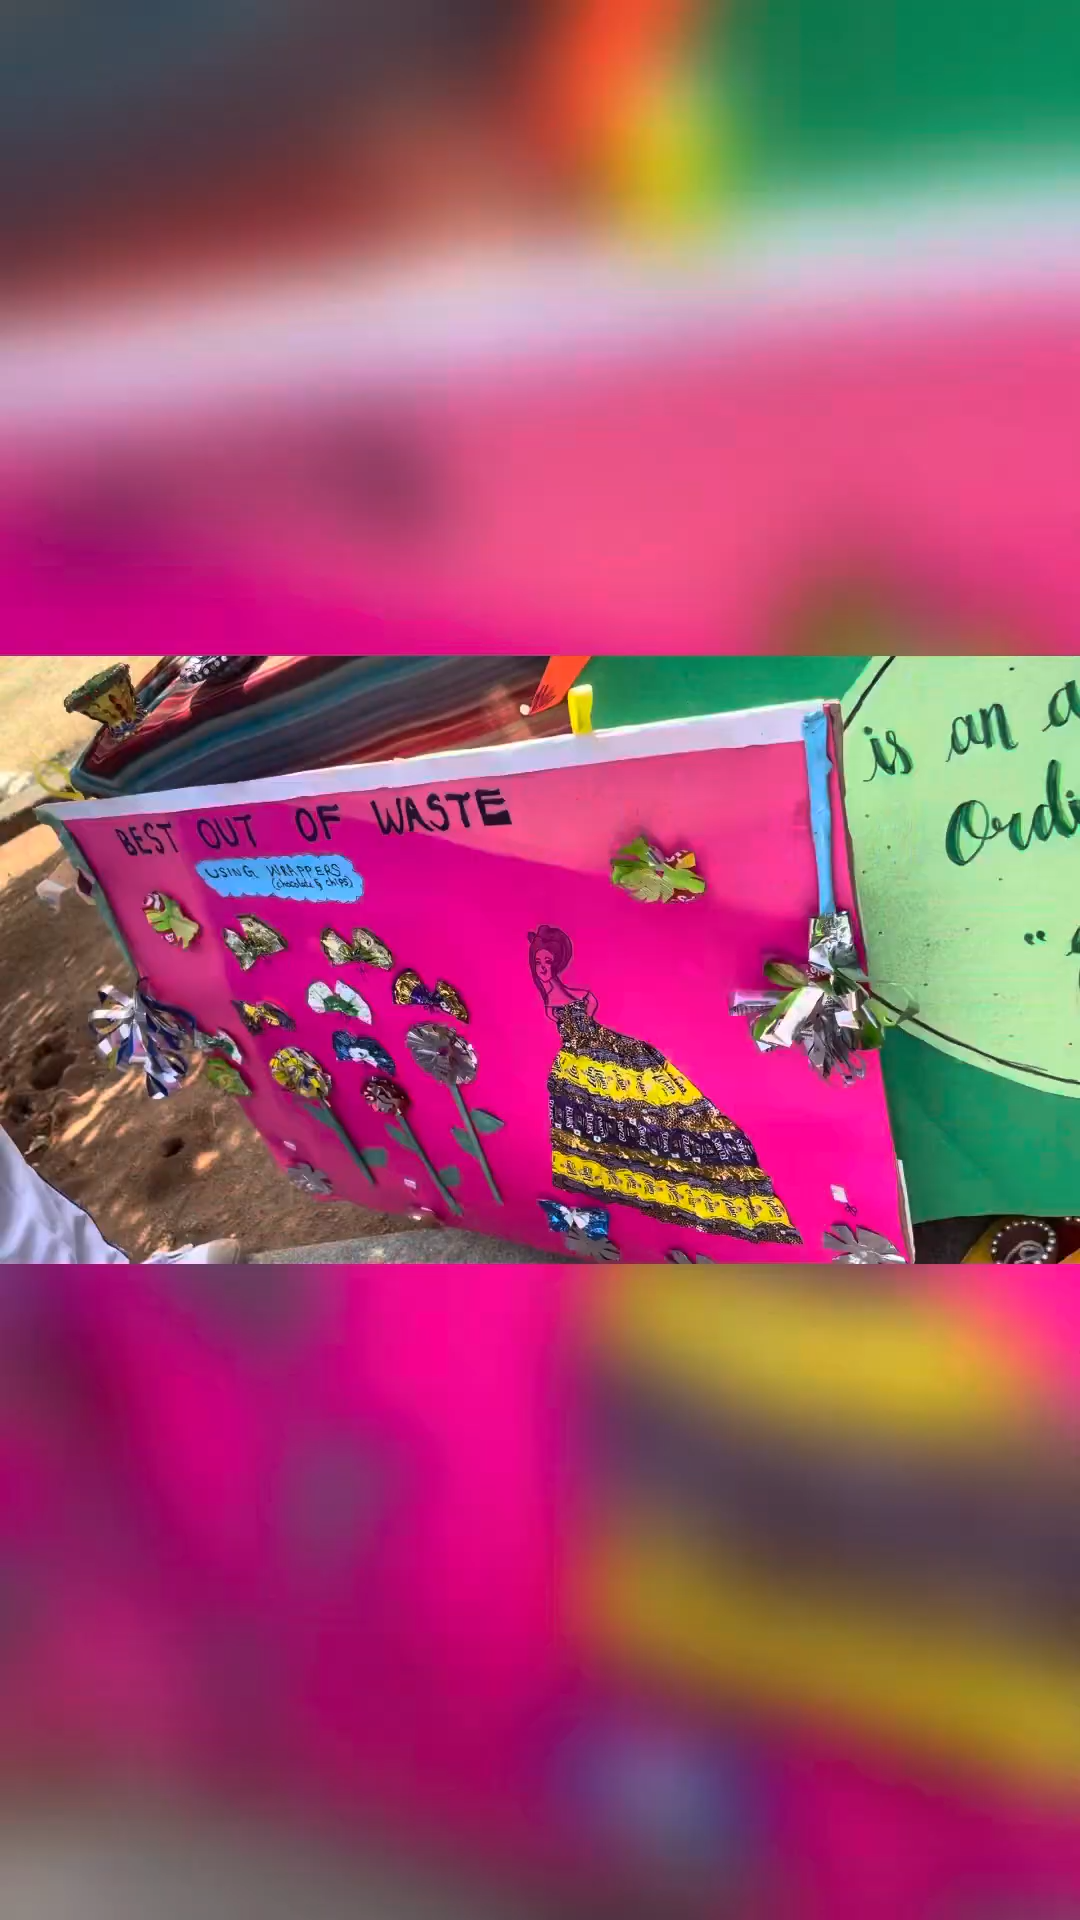 BEST OUT OF WASTE
USING WRAPPERS
(chocolate & chips)
is an a
Ordi
"